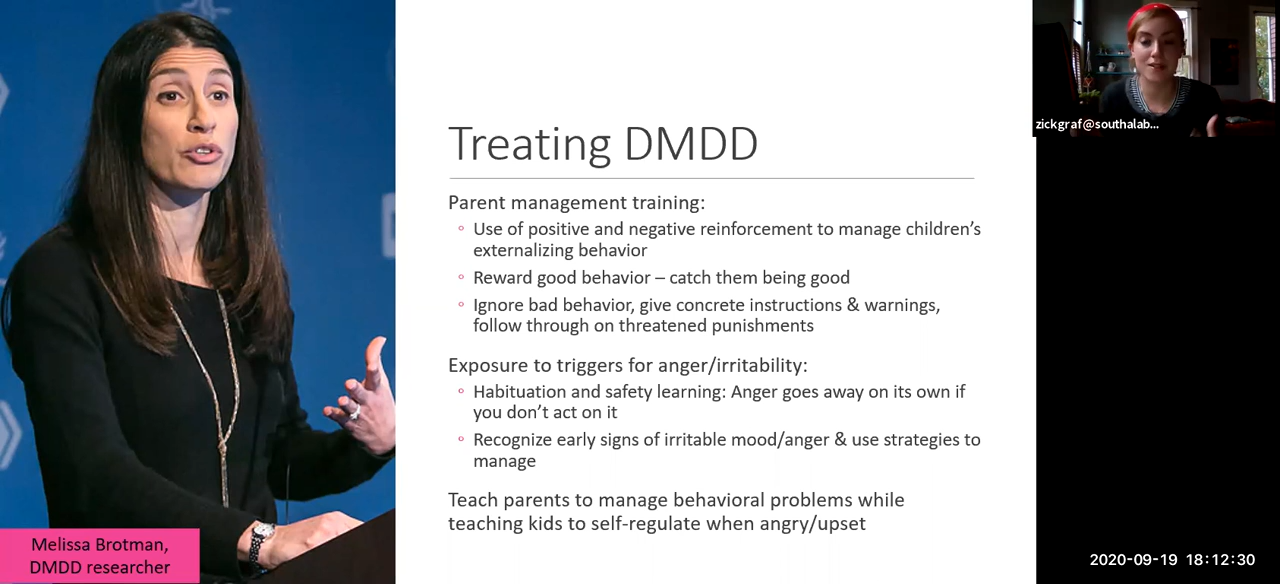 Treating DMDD
Parent management training:
Use of positive and negative reinforcement to manage children's
externalizing behavior
Reward good behavior – catch them being good
Ignore bad behavior, give concrete instructions & warnings,
follow through on threatened punishments
Exposure to triggers for anger/irritability:
Habituation and safety learning: Anger goes away on its own if
you don't act on it
Recognize early signs of irritable mood/anger & use strategies to
manage
Teach parents to manage behavioral problems while
teaching kids to self-regulate when angry/upset
Melissa Brotman,
DMDD researcher
zickgraf@southalab...
2020-09-19 18:12:30